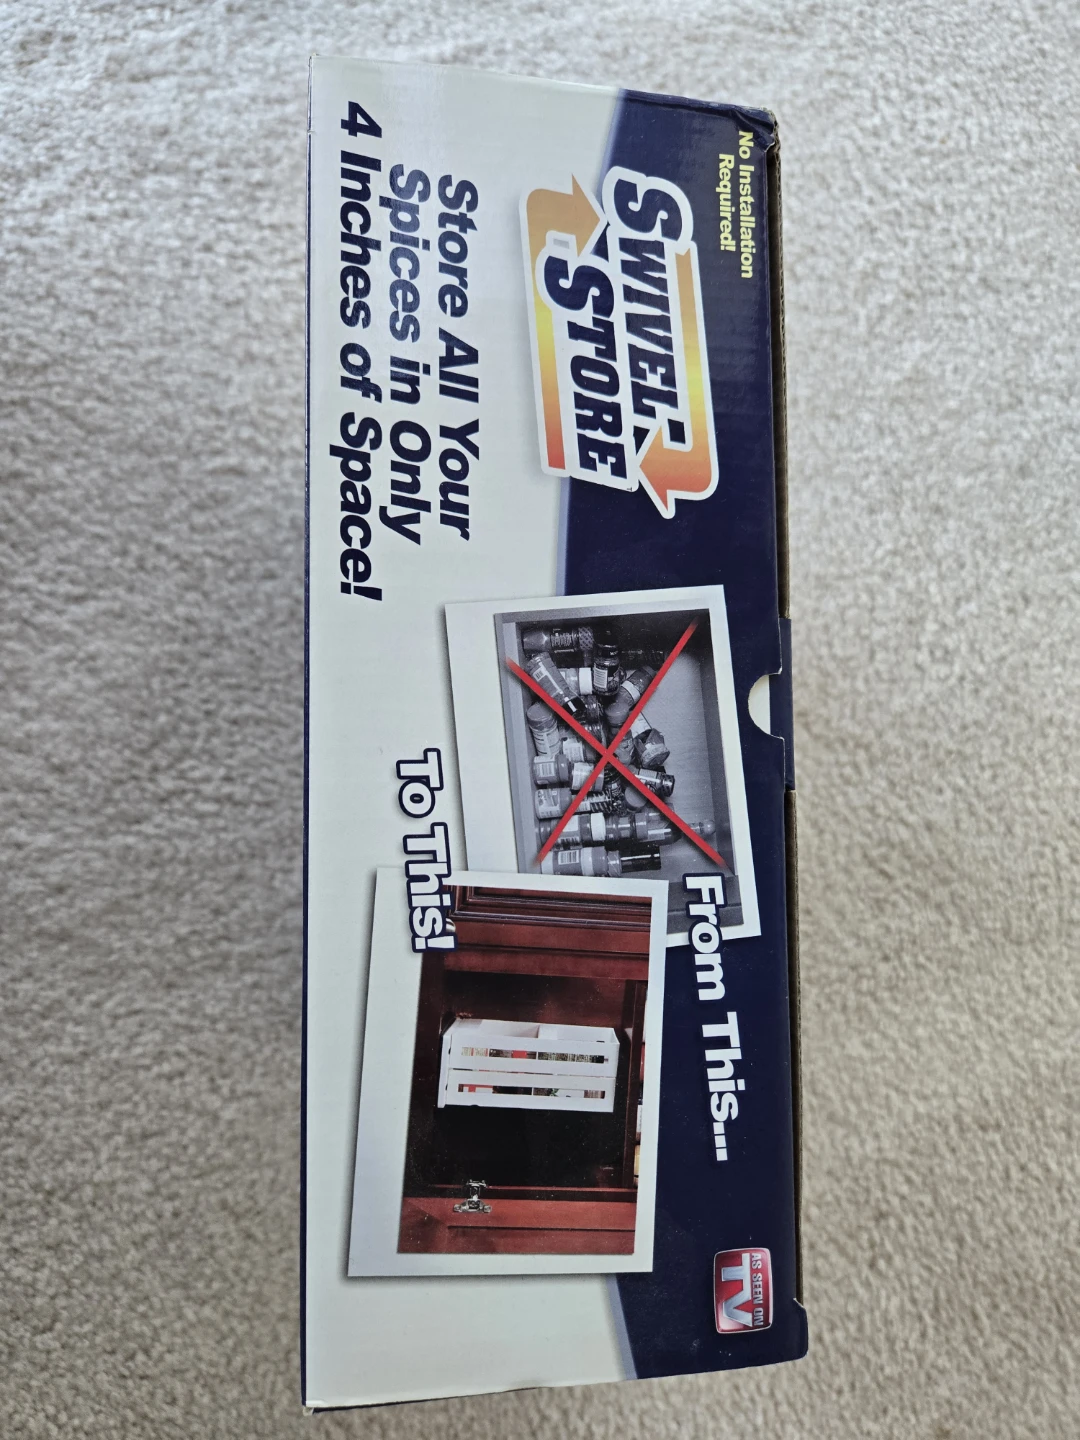 No Installation
Required!
SWIVEL
STORE
Store All Your
Spices in Only
4 Inches of Space!
From This...
To This!
AS SEEN ON
TV